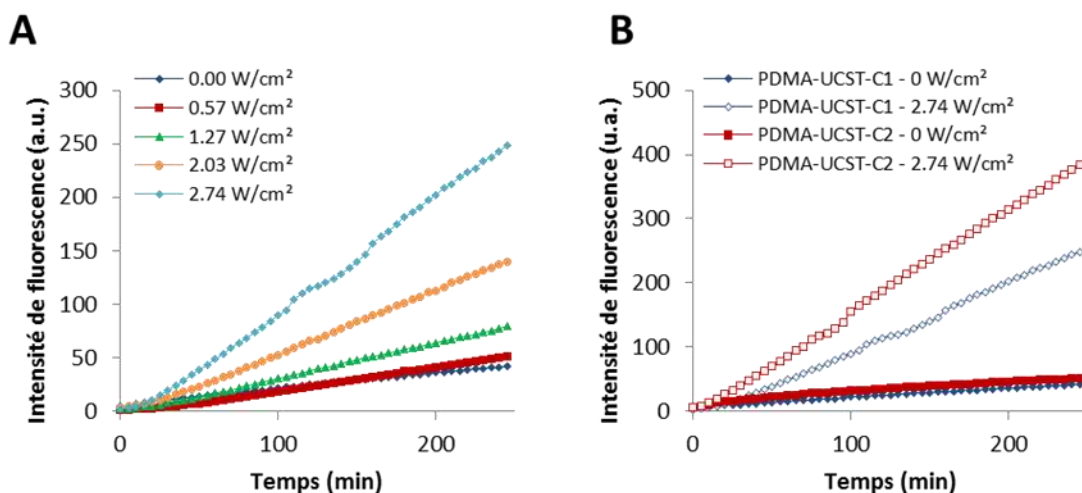 A
0.00 W/cm²
0.57 W/cm²
1.27 W/cm²
2.03 W/cm²
2.74 W/cm²
300
250
200
150
100
50
0
0 100 200
Intensité de fluorescence (a.u.)
Temps (min)
B
PDMA-UCST-C1 - 0 W/cm²
PDMA-UCST-C1 - 2.74 W/cm²
PDMA-UCST-C2 - 0 W/cm²
PDMA-UCST-C2 - 2.74 W/cm²
500
400
300
200
100
0
0 100 200
Intensité de fluorescence (u.a.)
Temps (min)